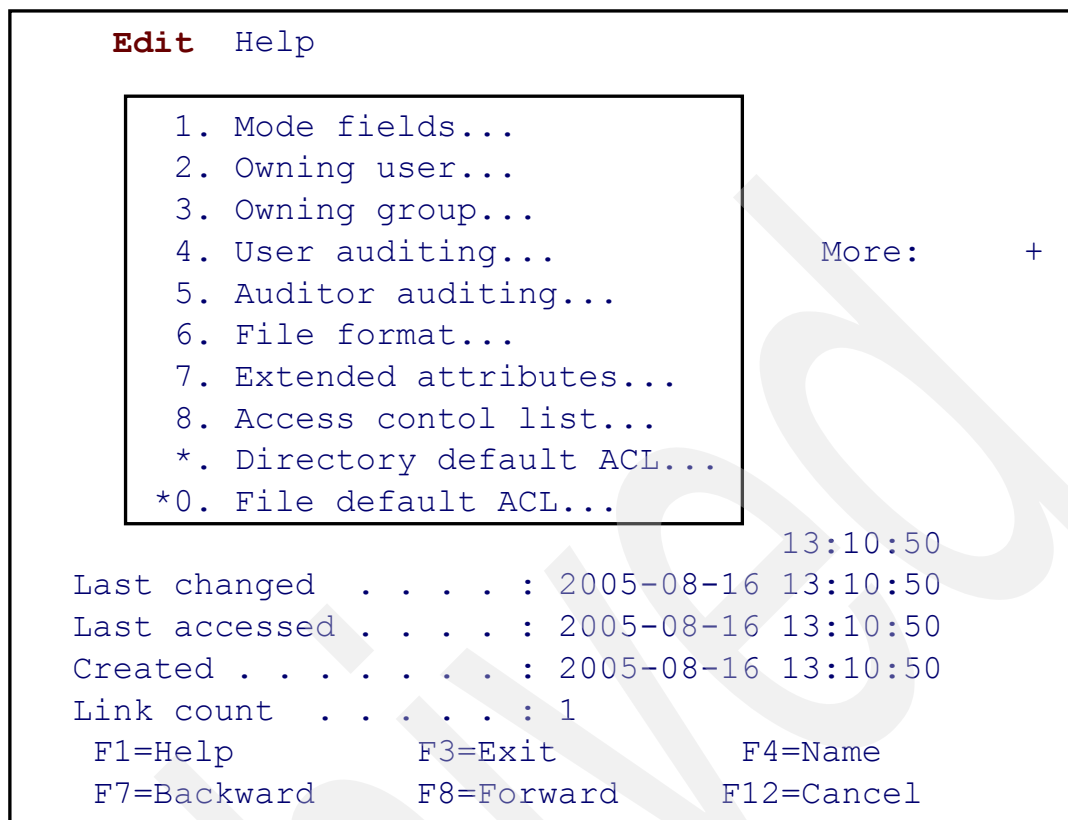 Edit Help
1. Mode fields...
2. Owning user...
3. Owning group...
4. User auditing... More: +
5. Auditor auditing...
6. File format...
7. Extended attributes...
8. Access contol list...
*. Directory default ACL...
*0. File default ACL...
13:10:50
Last changed . . . . : 2005-08-16 13:10:50
Last accessed . . . . : 2005-08-16 13:10:50
Created . . . . . . . : 2005-08-16 13:10:50
Link count . . . . . : 1
F1=Help F3=Exit F4=Name
F7=Backward F8=Forward F12=Cancel